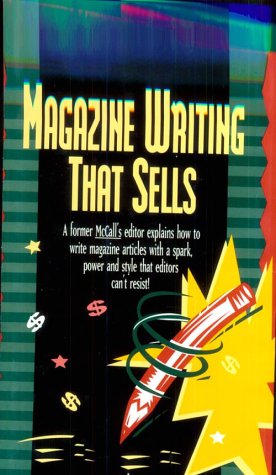 MAGAZINE WRITING
THAT SELLS
A former McCall's editor explains how to
write magazine articles with a spark,
power and style that editors
can't resist!
$
$
$
$